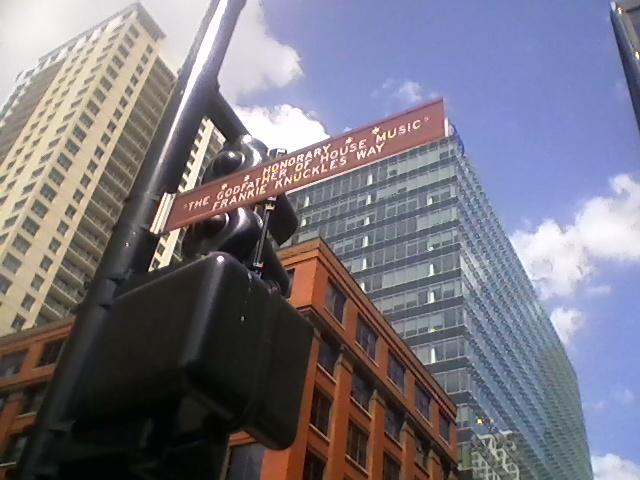 * * HONORARY * *
"THE GODFATHER OF HOUSE MUSIC"
FRANKIE KNUCKLES WAY